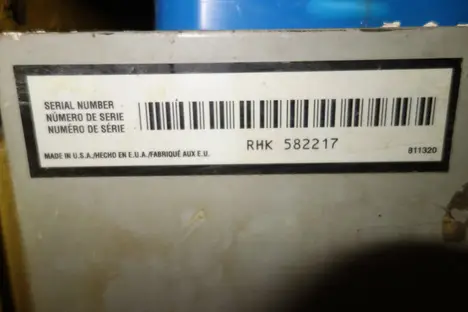 SERIAL NUMBER
NÚMERO DE SERIE
NUMÉRO DE SÉRIE
RHK 582217
MADE IN U.S.A./HECHO EN E.U.A./FABRIQUÉ AUX E.U.
811320